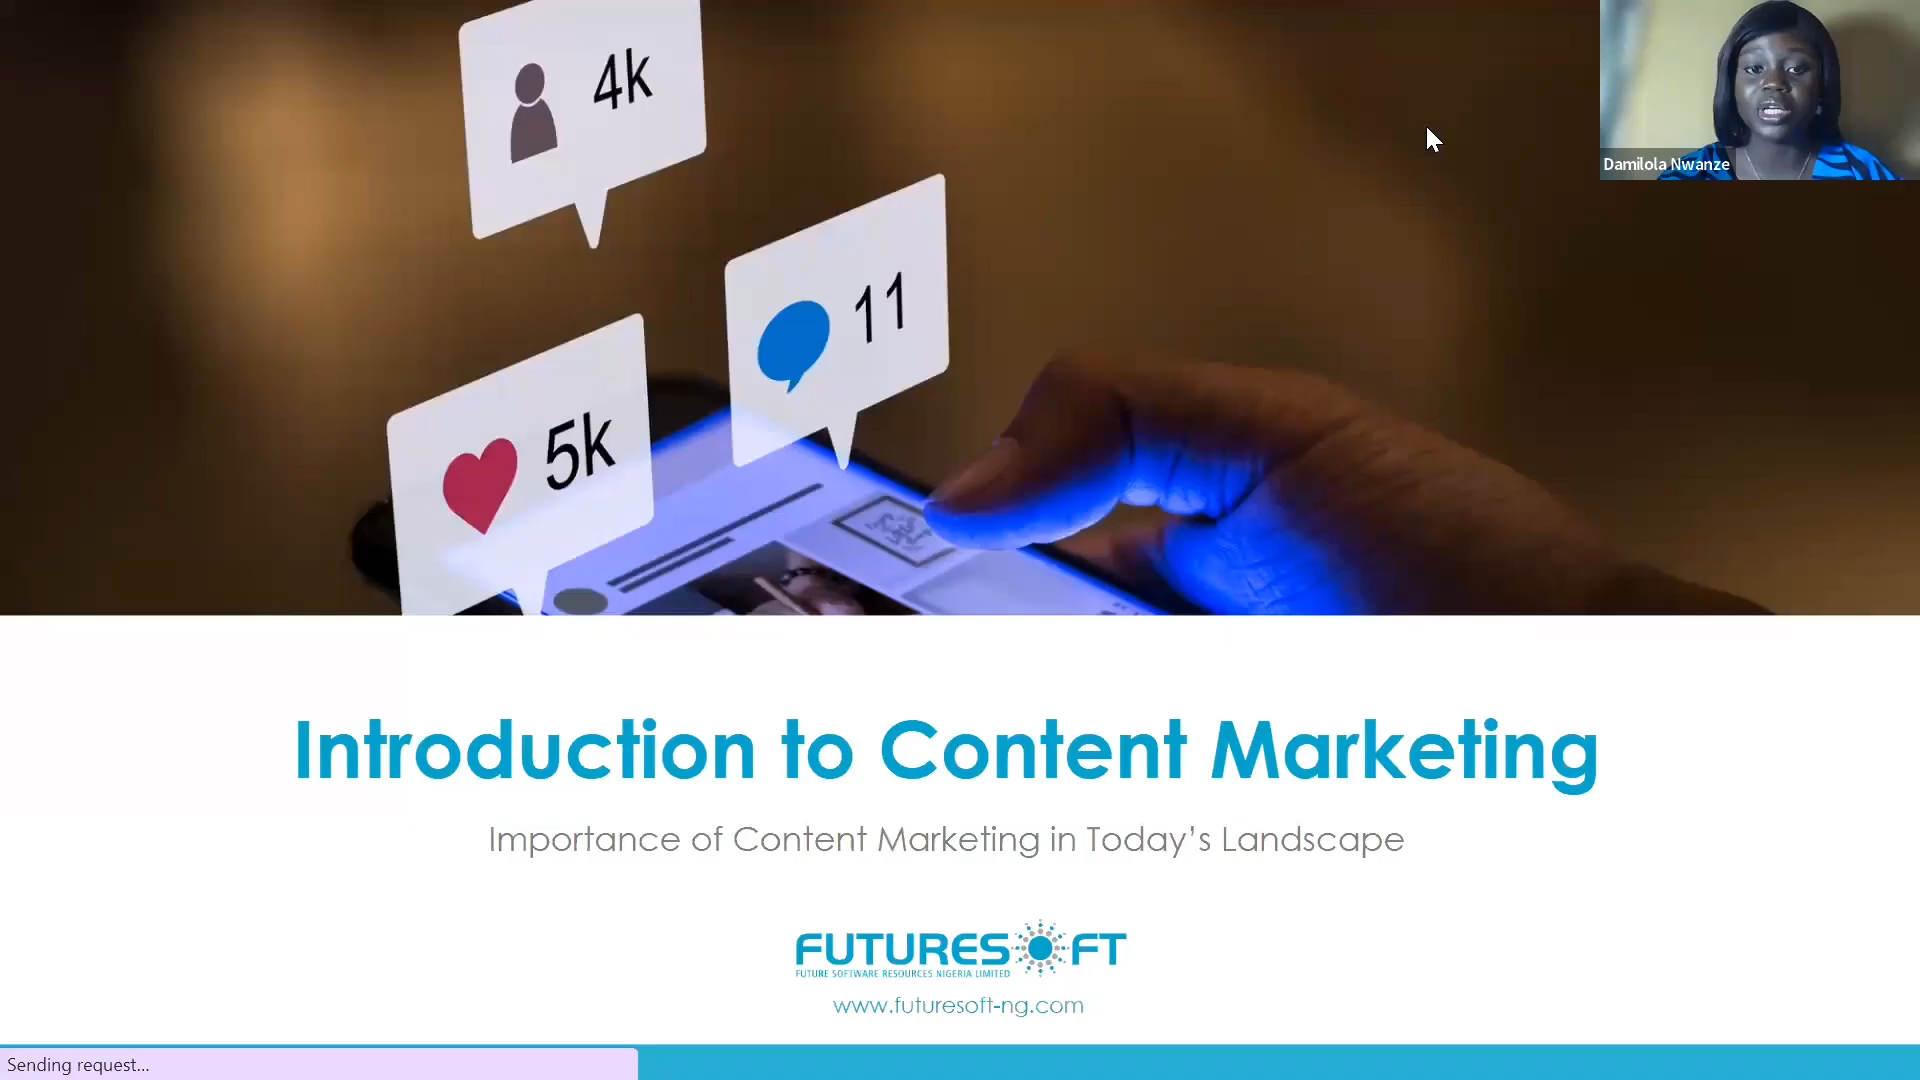 4k
11
5k
Damilola Nwanze
Introduction to Content Marketing
Importance of Content Marketing in Today's Landscape
FUTURESOFT
FUTURE SOFTWARE RESOURCES NIGERIA LIMITED
www.futuresoft-ng.com
Sending request...